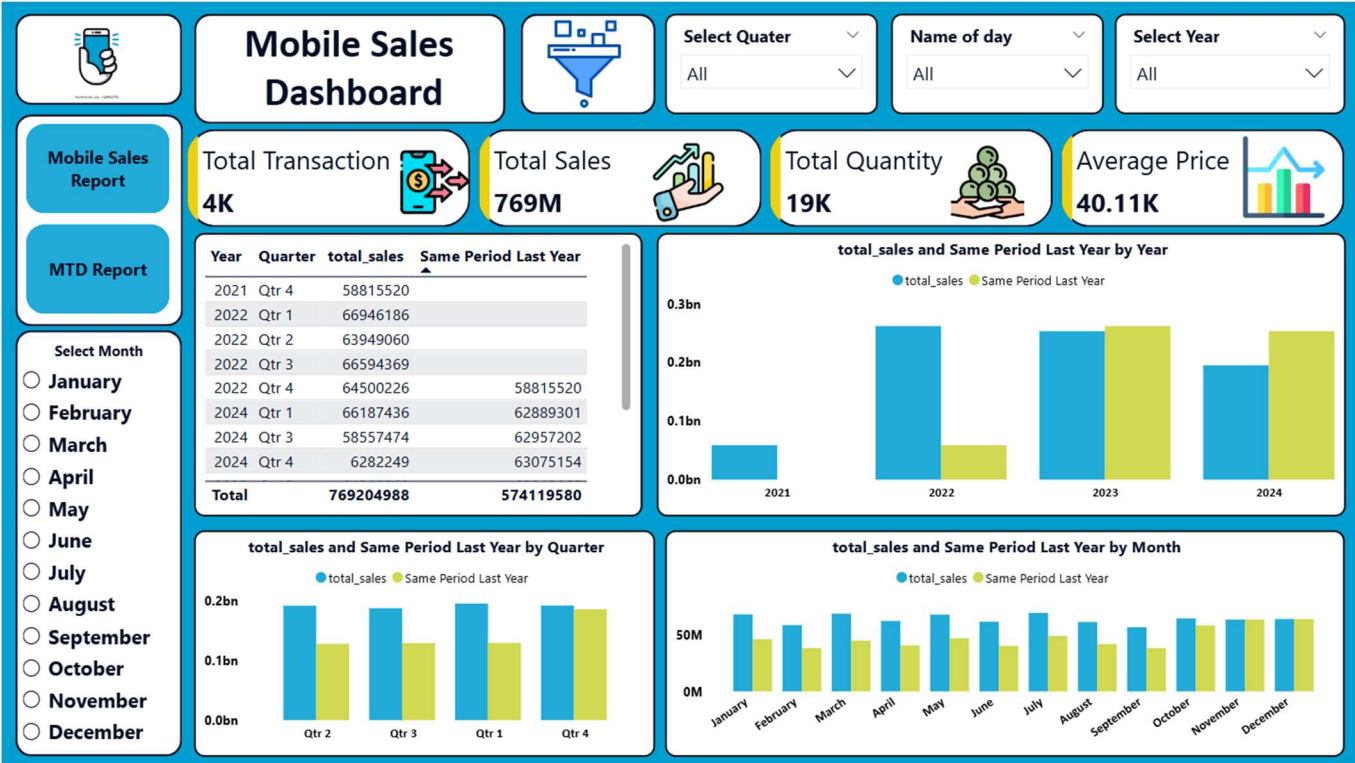 Mobile Sales
Dashboard
Select Quater
All
Name of day
All
Select Year
All
Mobile Sales
Report
MTD Report
Total Transaction
4K
Total Sales
769M
Total Quantity
19K
Average Price
40.11K
Select Month
January
February
March
April
May
June
July
August
September
October
November
December
Year Quarter total_sales Same Period Last Year
2021 Qtr 4 58815520
2022 Qtr 1 66946186
2022 Qtr 2 63949060
2022 Qtr 3 66594369
2022 Qtr 4 64500226 58815520
2024 Qtr 1 66187436 62889301
2024 Qtr 3 58557474 62957202
2024 Qtr 4 6282249 63075154
Total 769204988 574119580
total_sales and Same Period Last Year by Year
total_sales Same Period Last Year
0.3bn
0.2bn
0.1bn
0.0bn
2021 2022 2023 2024
total_sales and Same Period Last Year by Quarter
total_sales Same Period Last Year
0.2bn
0.1bn
0.0bn
Qtr 2 Qtr 3 Qtr 1 Qtr 4
total_sales and Same Period Last Year by Month
total_sales Same Period Last Year
50M
0M
January February March April May June July August September October November December